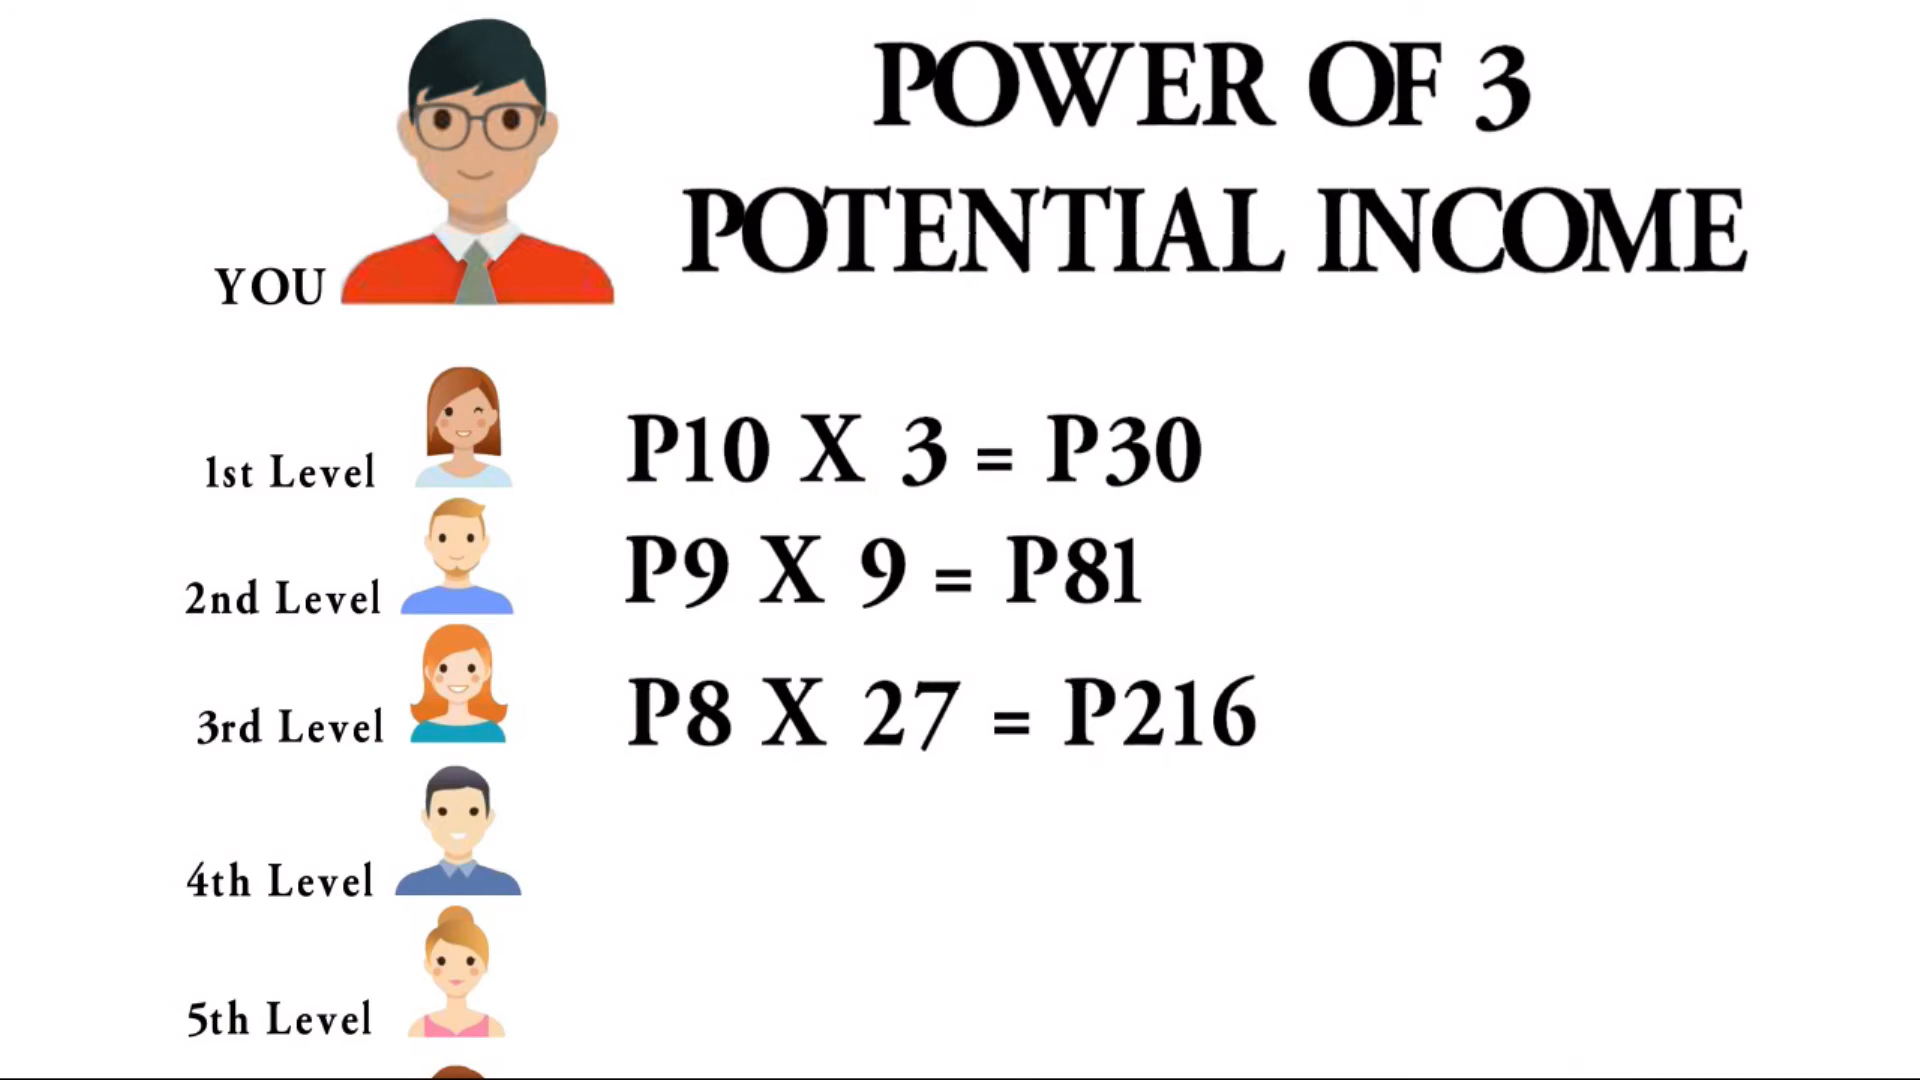 POWER OF 3
POTENTIAL INCOME
YOU
1st Level P10 X 3 = P30
2nd Level P9 X 9 = P81
3rd Level P8 X 27 = P216
4th Level
5th Level